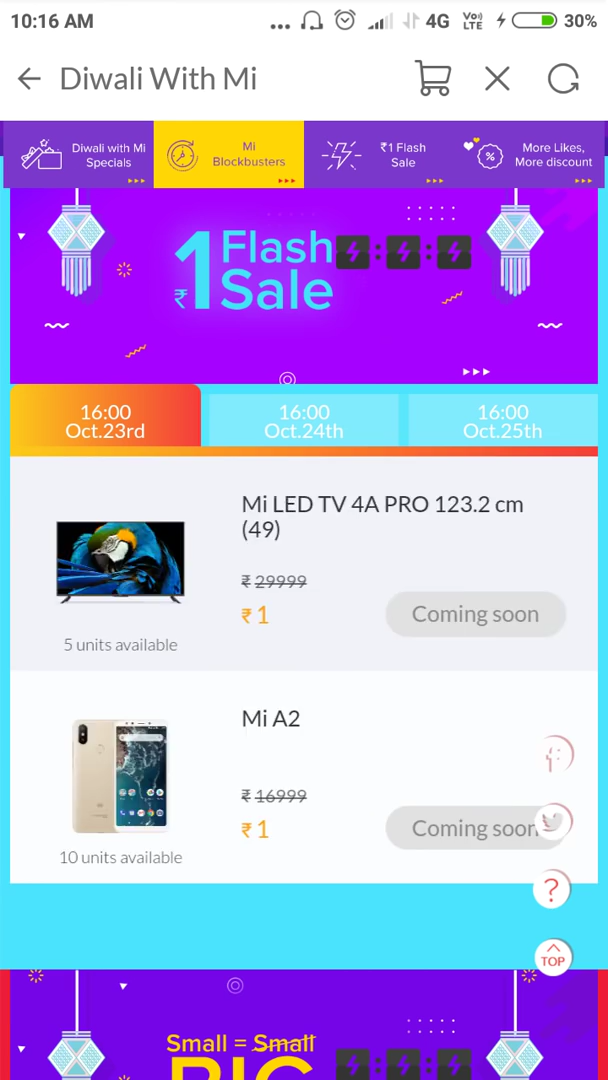 10:16 AM
4G
Vo))
LTE
30%
Diwali With Mi
Diwali with Mi
Specials
Mi
Blockbusters
₹1 Flash
Sale
More Likes,
More discount
₹1 Flash
Sale
16:00
Oct.23rd
16:00
Oct.24th
16:00
Oct.25th
Mi LED TV 4A PRO 123.2 cm
(49)
₹ 29999
₹ 1
Coming soon
5 units available
Mi A2
₹ 16999
₹ 1
Coming soon
10 units available
?
TOP
Small = Small
BIG